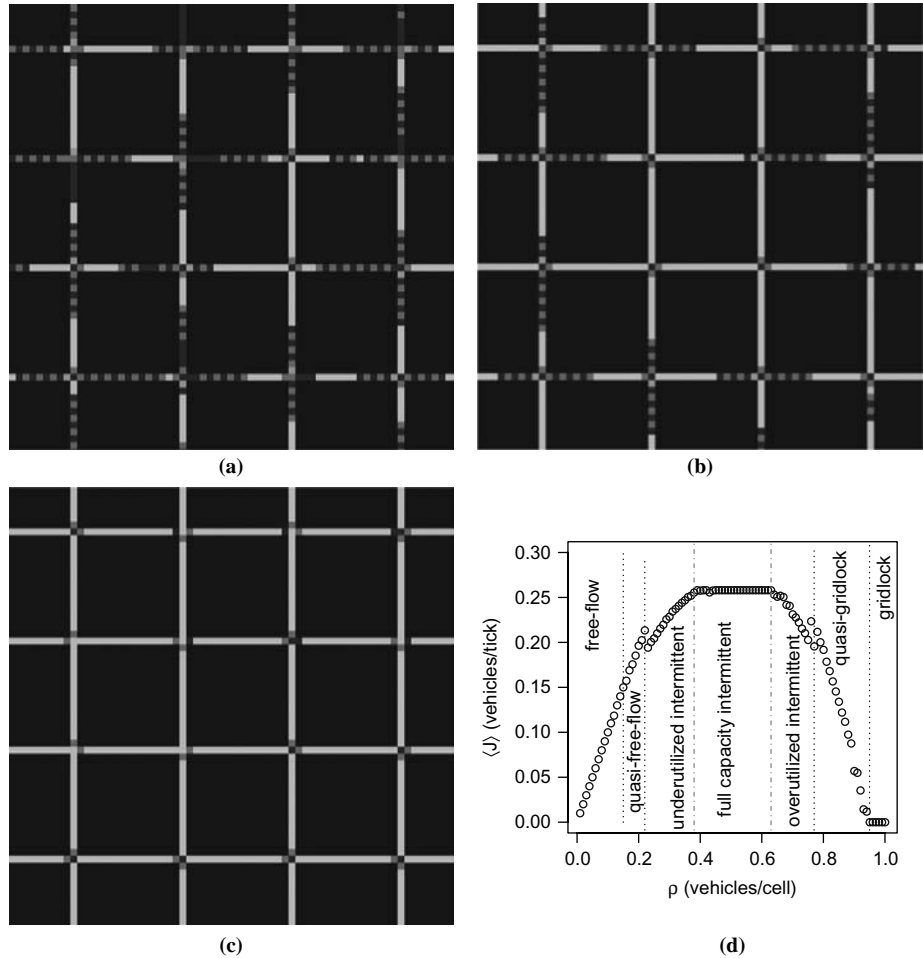 (a)
(b)
(c)
⟨J⟩ (vehicles/tick)
0.30
0.25
0.20
0.15
0.10
0.05
0.00
free-flow
quasi-free-flow
underutilized intermittent
full capacity intermittent
overutilized intermittent
quasi-gridlock
gridlock
0.0 0.2 0.4 0.6 0.8 1.0
ρ (vehicles/cell)
(d)